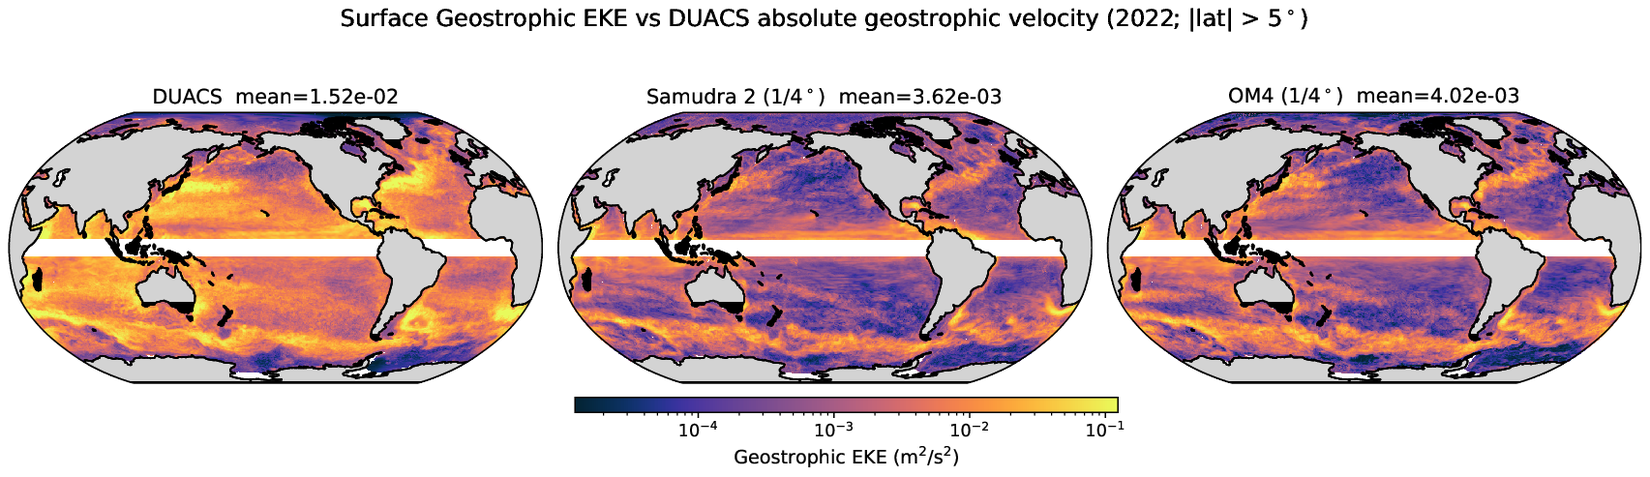 Surface Geostrophic EKE vs DUACS absolute geostrophic velocity (2022; |lat| > 5°)
DUACS mean=1.52e-02
Samudra 2 (1/4°) mean=3.62e-03
OM4 (1/4°) mean=4.02e-03
10⁻⁴ 10⁻³ 10⁻² 10⁻¹
Geostrophic EKE (m²/s²)